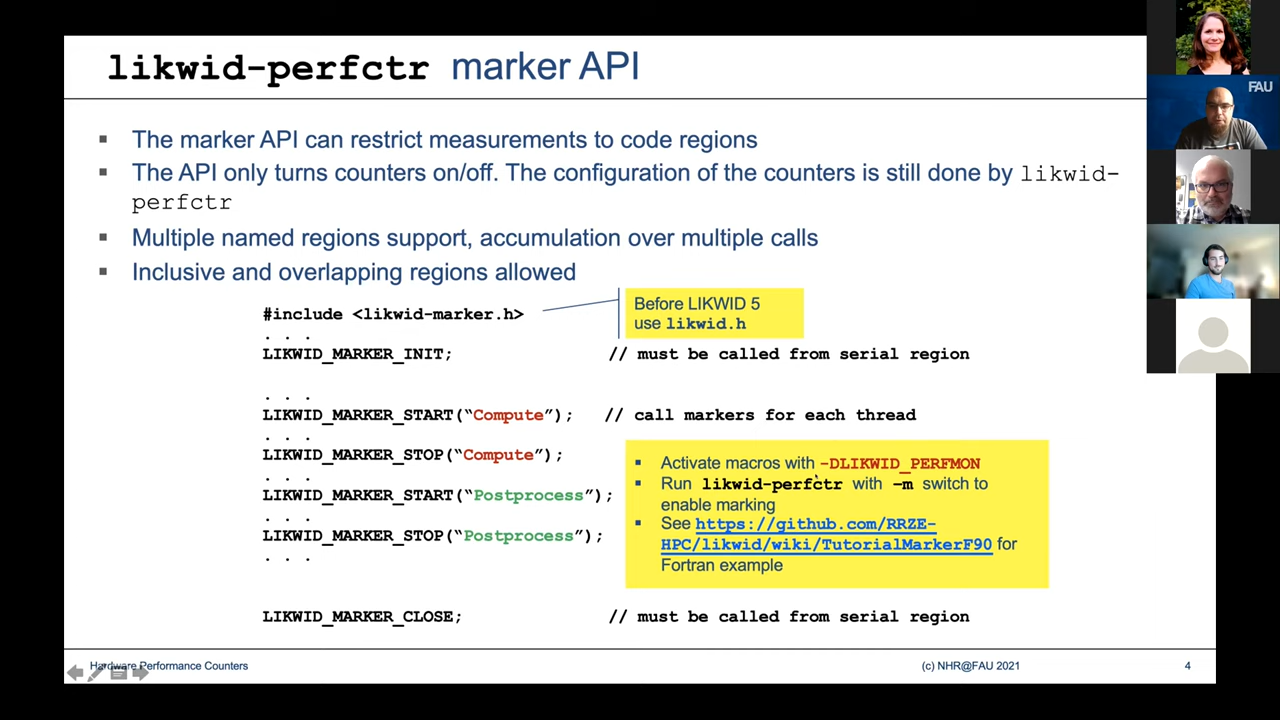 likwid-perfctr marker API
FAU
▪ The marker API can restrict measurements to code regions
▪ The API only turns counters on/off. The configuration of the counters is still done by likwid-
perfctr
▪ Multiple named regions support, accumulation over multiple calls
▪ Inclusive and overlapping regions allowed
Before LIKWID 5
use likwid.h
#include <likwid-marker.h>
. . .
LIKWID_MARKER_INIT; // must be called from serial region
. . .
LIKWID_MARKER_START(“Compute”); // call markers for each thread
. . .
LIKWID_MARKER_STOP(“Compute”);
. . .
LIKWID_MARKER_START(“Postprocess”);
. . .
LIKWID_MARKER_STOP(“Postprocess”);
. . .
▪ Activate macros with -DLIKWID_PERFMON
▪ Run likwid-perfctr with –m switch to
enable marking
▪ See https://github.com/RRZE-
HPC/likwid/wiki/TutorialMarkerF90 for
Fortran example
LIKWID_MARKER_CLOSE; // must be called from serial region
Hardware Performance Counters (c) NHR@FAU 2021 4